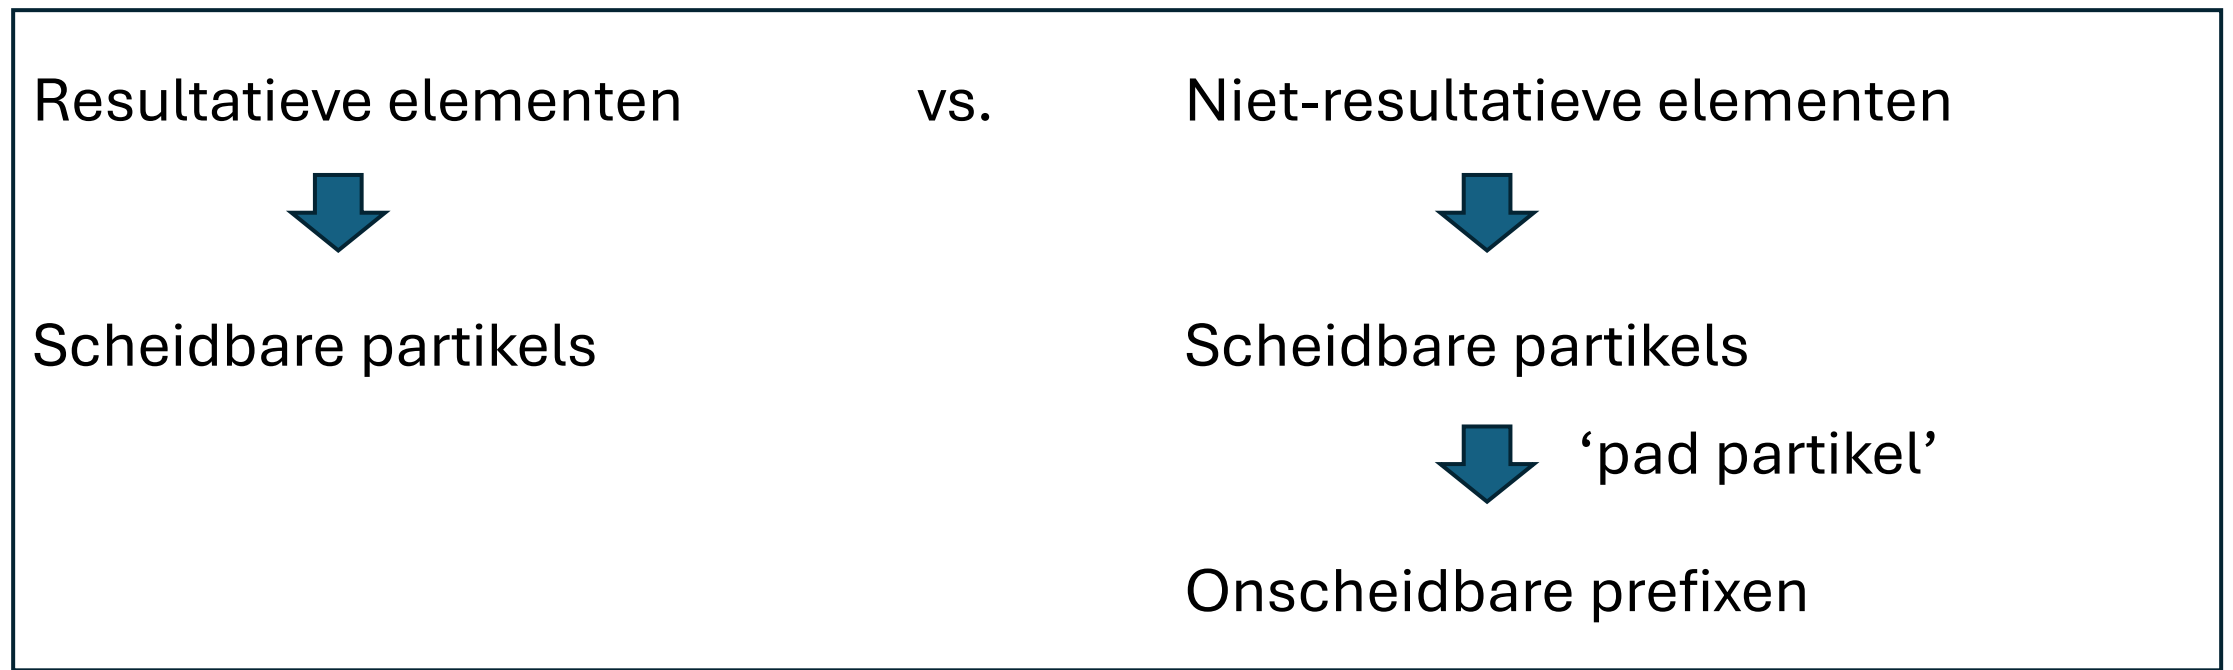 Resultatieve elementen vs. Niet-resultatieve elementen
Scheidbare partikels Scheidbare partikels
‘pad partikel’
Onscheidbare prefixen